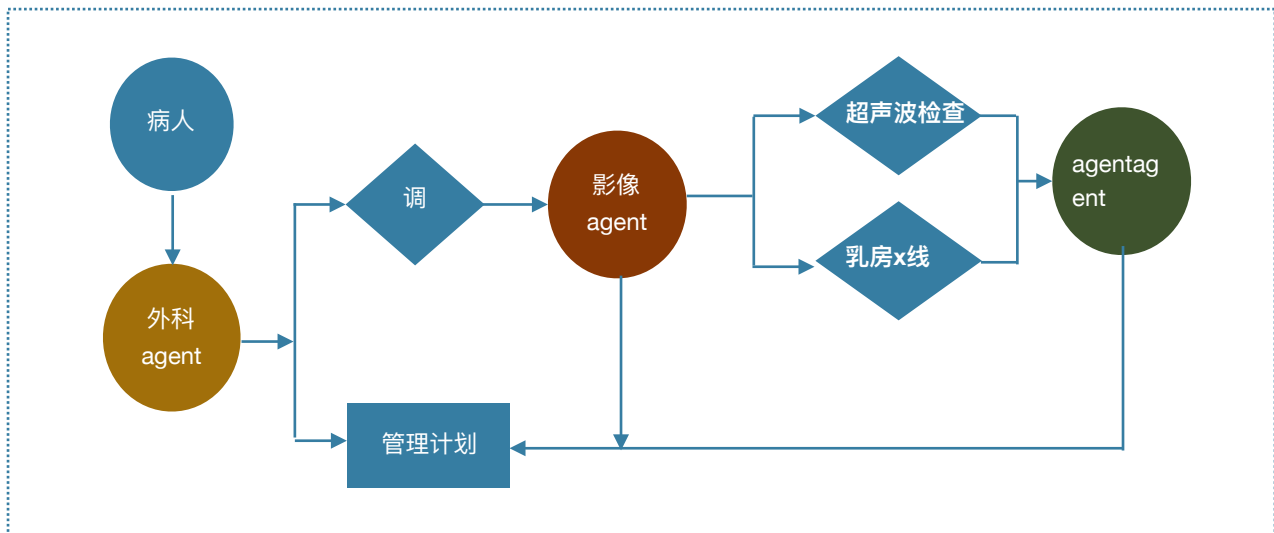 病人
外科
agent
调
影像
agent
超声波检查
乳房x线
agentag
ent
管理计划